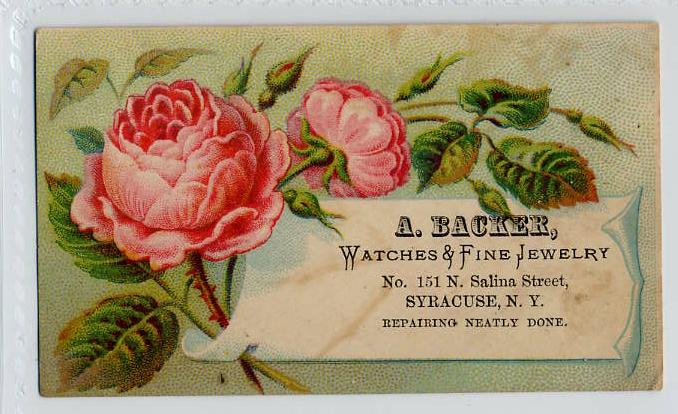 A. BACKER,
WATCHES & FINE JEWELRY
No. 151 N. Salina Street,
SYRACUSE, N. Y.
REPAIRING NEATLY DONE.